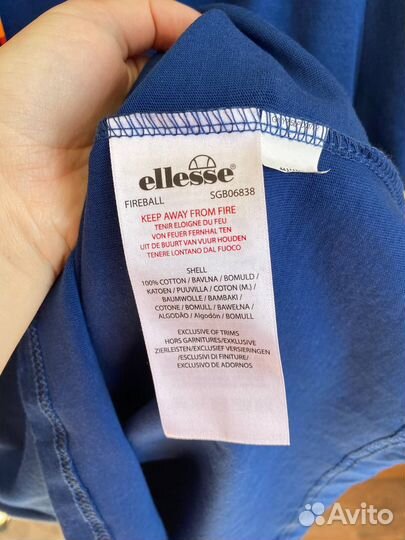 ellesse®
FIREBALL SGB06838
KEEP AWAY FROM FIRE
TENIR ELOIGNE DU FEU
VON FEUER FERNHAL TEN
UIT DE BUURT VAN VUUR HOUDEN
TENERE LONTANO DAL FUOCO
SHELL
100% COTTON / BAVLNA / BOMULD /
KATOEN / PUUVILLA / COTON (M.) /
BAUMWOLLE / BAMBAKI /
COTONE / BOMULL / BAWEŁNA /
ALGODÃO / Algodón / BOMULL
EXCLUSIVE OF TRIMS
HORS GARNITURES/EXKLUSIV
ZIERLEISTEN/EXCLUSIEF VERSIERINGEN
/ESCLUSIVI DI FINITURE/
EXCLUSIVO DE ADORNOS
Avito